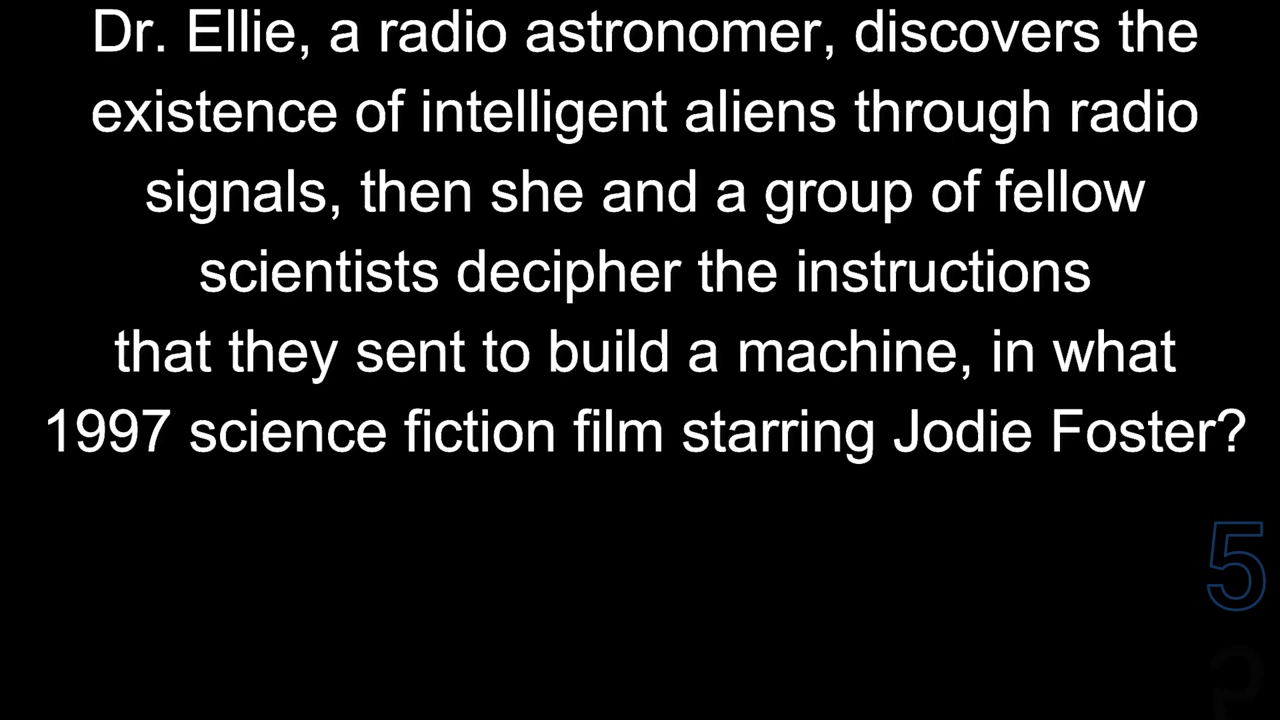 Dr. Ellie, a radio astronomer, discovers the
existence of intelligent aliens through radio
signals, then she and a group of fellow
scientists decipher the instructions
that they sent to build a machine, in what
1997 science fiction film starring Jodie Foster?
5